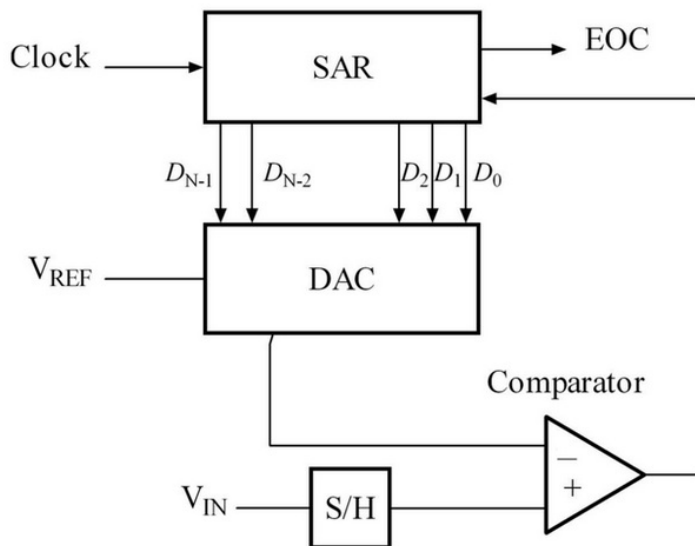 EOC
Clock
SAR
D_N-1
D_N-2
D_2
D_1
D_0
V_REF
DAC
Comparator
−
+
V_IN
S/H